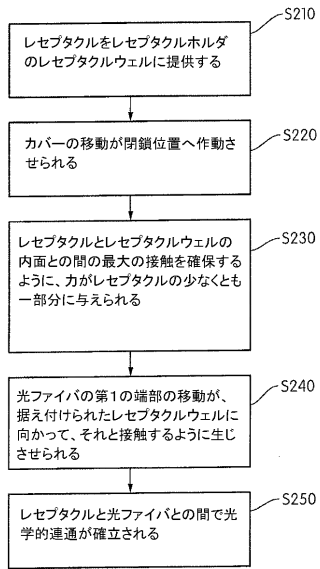 S210
レセプタクルをレセプタクルホルダ
のレセプタクルウェルに提供する
S220
カバーの移動が閉鎖位置へ作動さ
せられる
S230
レセプタクルとレセプタクルウェルの
内面との間の最大の接触を確保する
ように、力がレセプタクルの少なくとも
一部分に与えられる
S240
光ファイバの第1の端部の移動が、
据え付けられたレセプタクルウェルに
向かって、それと接触するように生じ
させられる
S250
レセプタクルと光ファイバとの間で光
学的連通が確立される